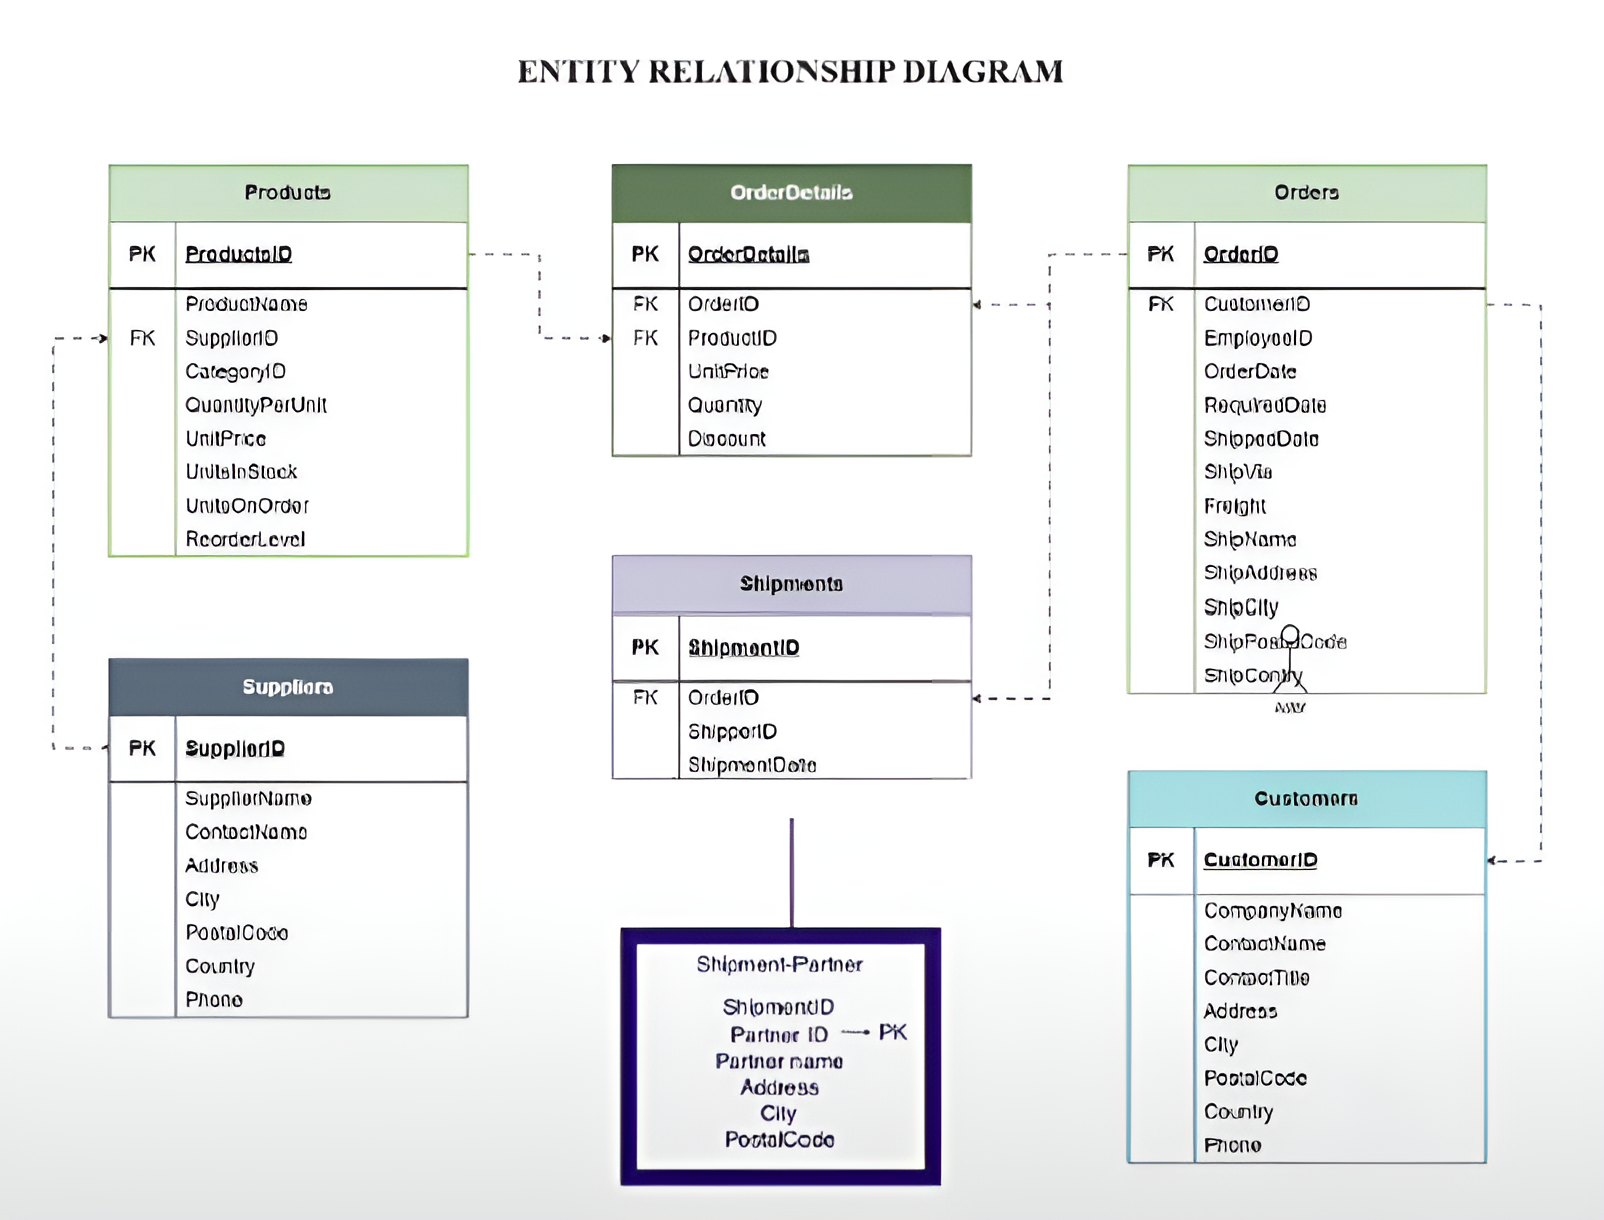 ENTITY RELATIONSHIP DIAGRAM
Products
PK ProductsID
ProductName
FK SupplierID
CategoryID
QuantityPerUnit
UnitPrice
UnitsInStock
UnitsOnOrder
ReorderLevel
Suppliers
PK SupplierID
SupplierName
ContactName
Address
City
PostalCode
Country
Phone
OrderDetails
PK OrderDetails
FK OrderID
FK ProductID
UnitPrice
Quantity
Discount
Shipments
PK ShipmentID
FK OrderID
ShipperID
ShipmentDate
Shipment-Partner
ShipmentID
Partner ID PK
Partner name
Address
City
PostalCode
Orders
PK OrderID
FK CustomerID
EmployeeID
OrderDate
RequiredDate
ShippedDate
ShipVia
Freight
ShipName
ShipAddress
ShipCity
ShipPostalCode
Customers
PK CustomerID
CompanyName
ContactName
ContactTitle
Address
City
PostalCode
Country
Phone